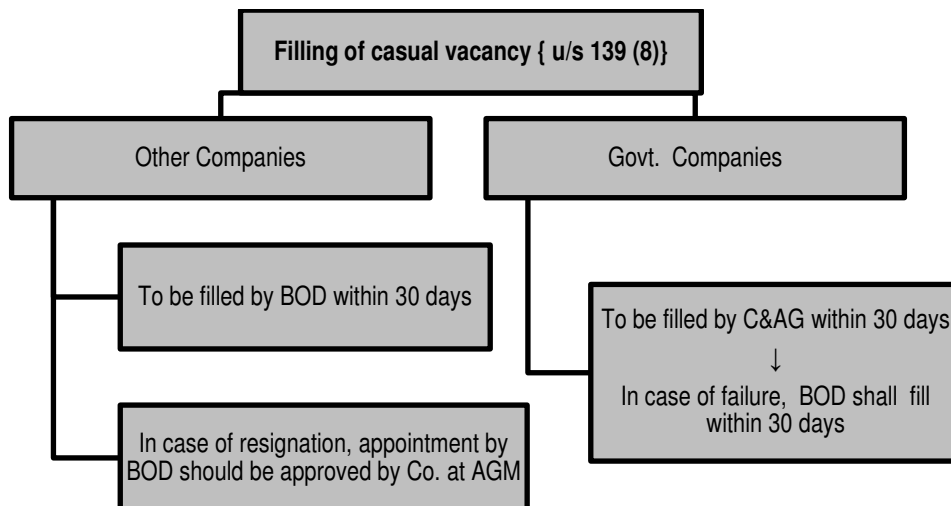 Filling of casual vacancy { u/s 139 (8)}
Other Companies
Govt. Companies
To be filled by BOD within 30 days
To be filled by C&AG within 30 days
↓
In case of failure, BOD shall fill
within 30 days
In case of resignation, appointment by
BOD should be approved by Co. at AGM